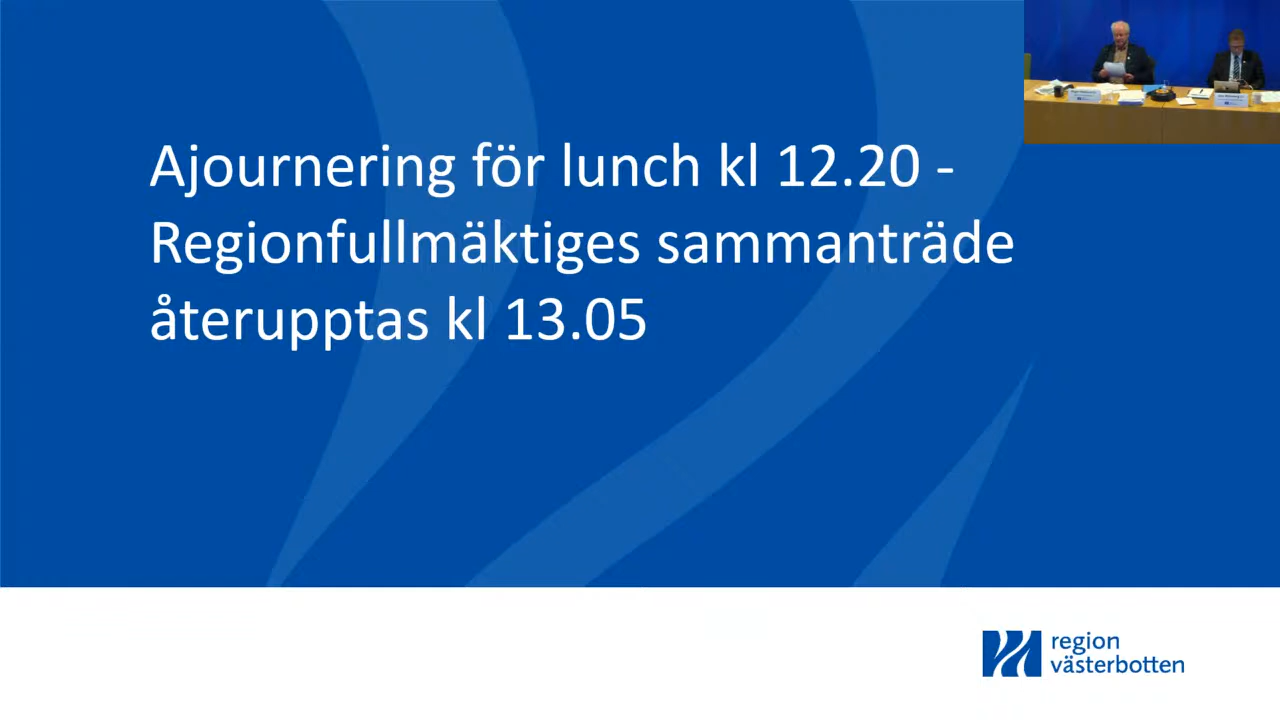 Ajournering för lunch kl 12.20 -
Regionfullmäktiges sammanträde
återupptas kl 13.05
region
västerbotten